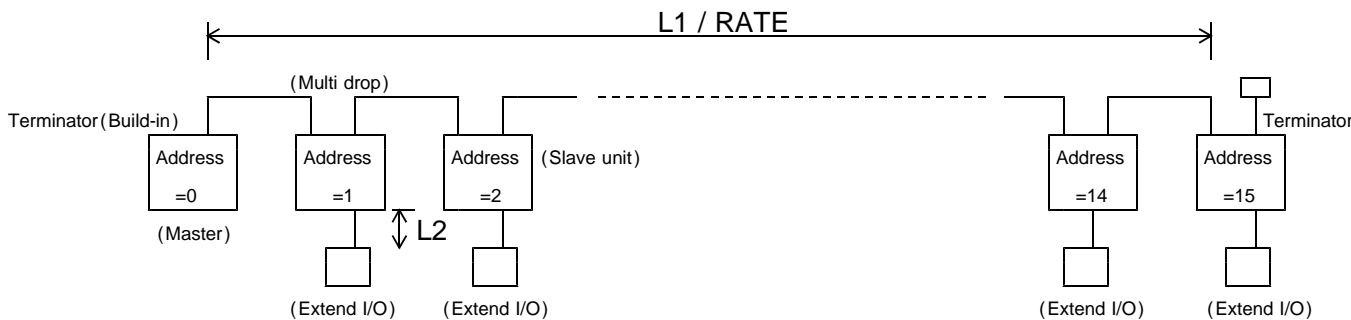 L1 / RATE
(Multi drop)
Terminator(Build-in)
Terminator
Address
=0
Address
=1
Address
=2
(Slave unit)
Address
=14
Address
=15
(Master)
L2
(Extend I/O)
(Extend I/O)
(Extend I/O)
(Extend I/O)